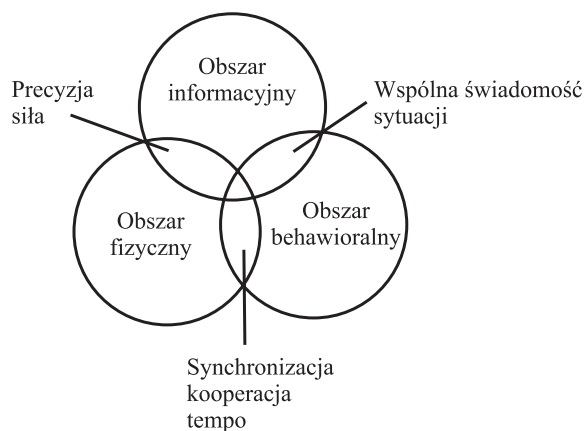 Obszar
informacyjny
Precyzja
siła
Wspólna świadomość
sytuacji
Obszar
fizyczny
Obszar
behawioralny
Synchronizacja
kooperacja
tempo